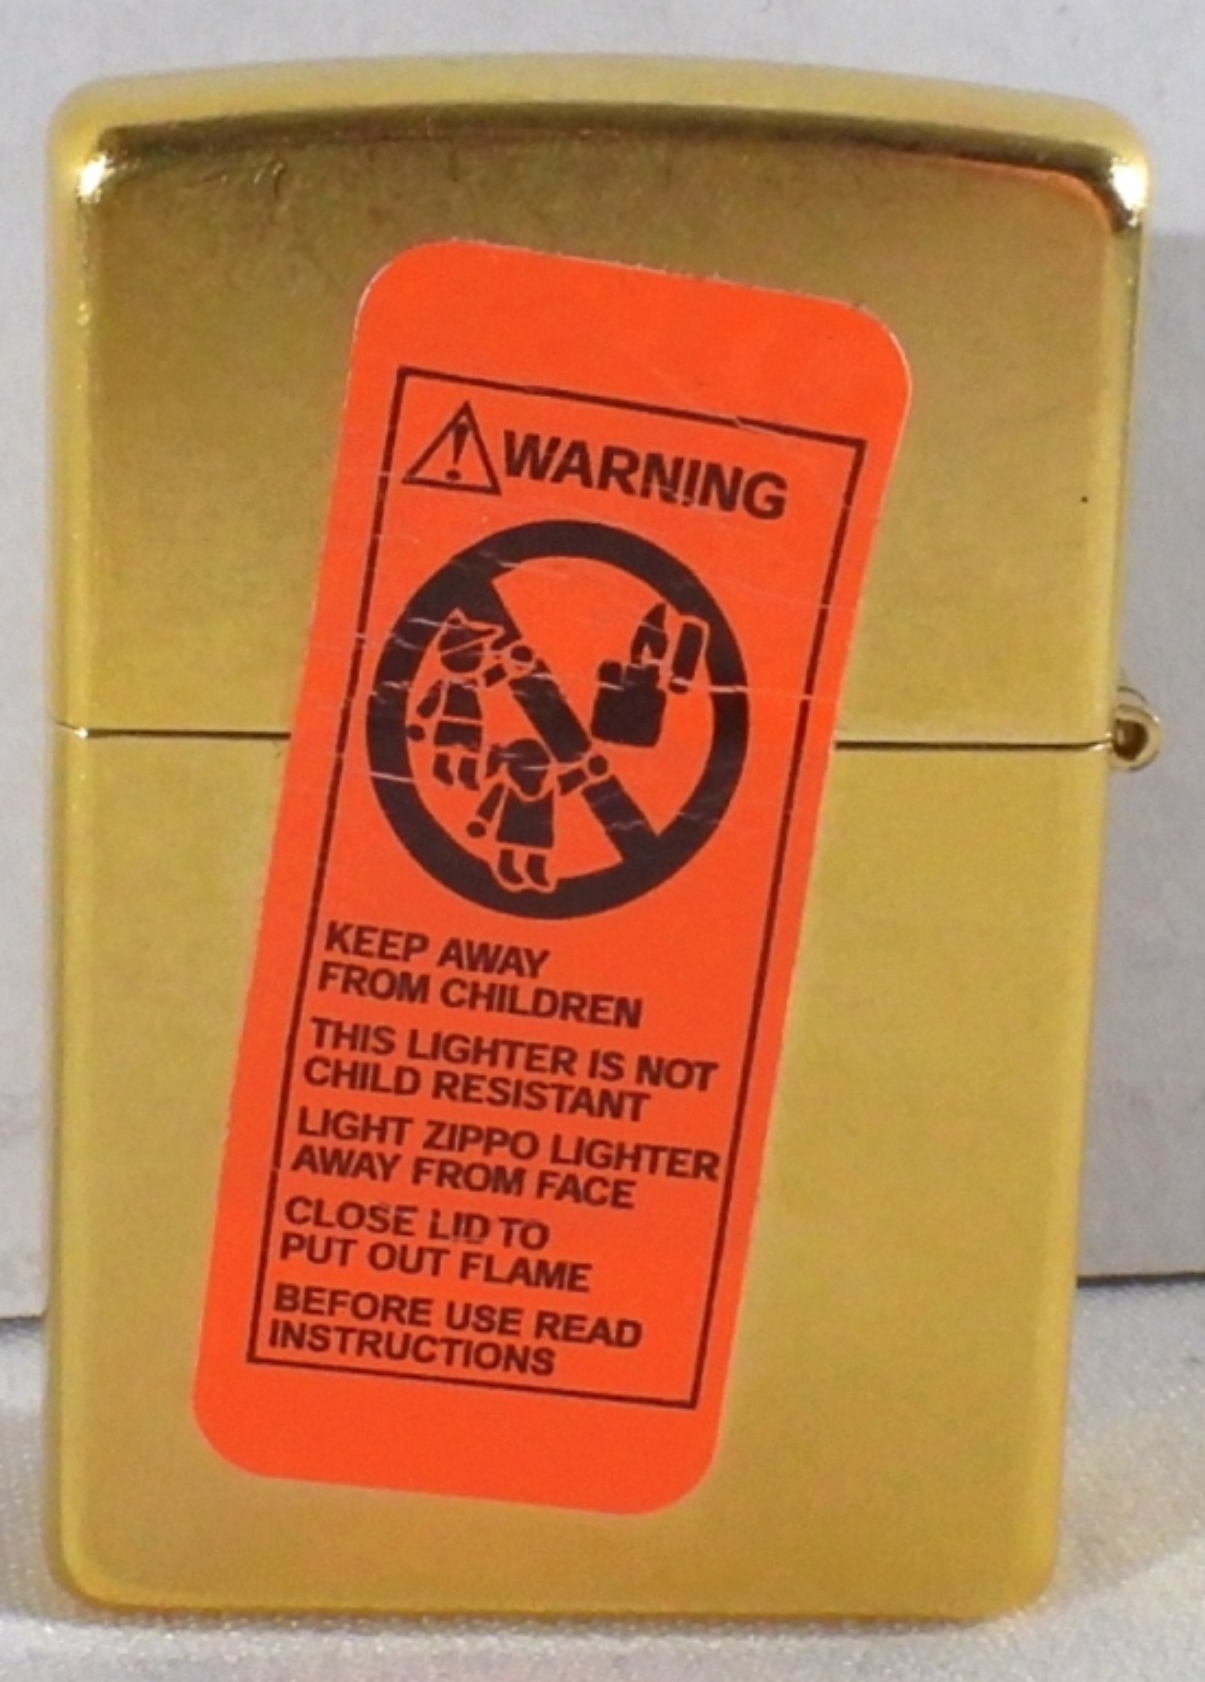 WARNING
KEEP AWAY
FROM CHILDREN
THIS LIGHTER IS NOT
CHILD RESISTANT
LIGHT ZIPPO LIGHTER
AWAY FROM FACE
CLOSE LID TO
PUT OUT FLAME
BEFORE USE READ
INSTRUCTIONS